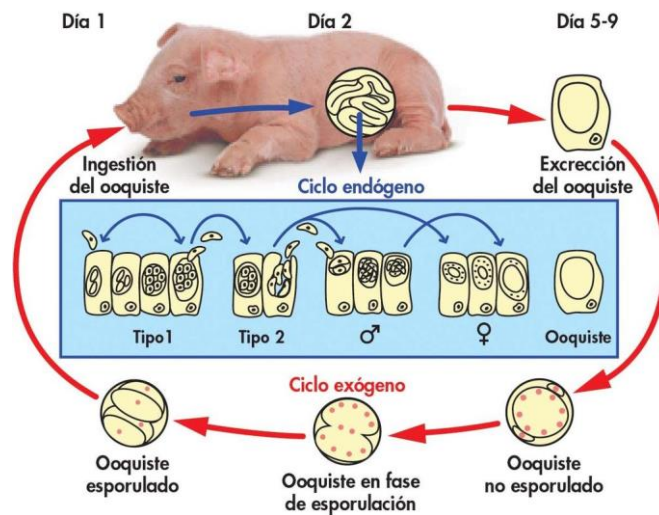 Día 1
Día 2
Día 5-9
Ingestión
del ooquiste
Ciclo endógeno
Excrección
del ooquiste
Tipo1
Tipo 2
♂
♀
Ooquiste
Ciclo exógeno
Ooquiste
esporulado
Ooquiste en fase
de esporulación
Ooquiste
no esporulado